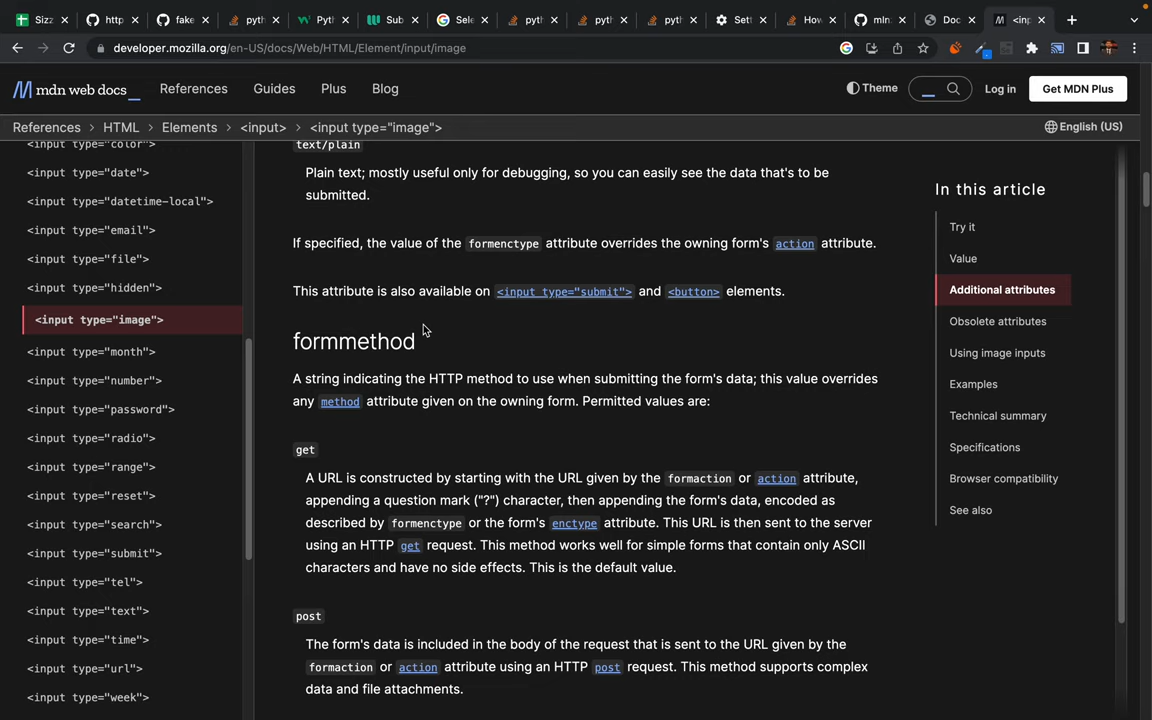 Sizz
http
fake
pyth
Pyt
Sub
Sele
pyt
pyt
pyt
Sett
How
Doc
<inp
developer.mozilla.org/en-US/docs/Web/HTML/Element/input/image
mdn web docs
References
Guides
Plus
Blog
Theme
Log in
Get MDN Plus
References > HTML > Elements > <input> > <input type="image">
English (US)
<input type="color">
<input type="date">
<input type="datetime-local">
<input type="email">
<input type="file">
<input type="hidden">
<input type="image">
<input type="month">
<input type="number">
<input type="password">
<input type="radio">
<input type="range">
<input type="reset">
<input type="search">
<input type="submit">
<input type="tel">
<input type="text">
<input type="time">
<input type="url">
<input type="week">
text/plain
Plain text; mostly useful only for debugging, so you can easily see the data that's to be
submitted.
If specified, the value of the formenctype attribute overrides the owning form's action attribute.
This attribute is also available on <input type="submit"> and <button> elements.
formmethod
A string indicating the HTTP method to use when submitting the form's data; this value overrides
any method attribute given on the owning form. Permitted values are:
get
A URL is constructed by starting with the URL given by the formaction or action attribute,
appending a question mark ("?") character, then appending the form's data, encoded as
described by formenctype or the form's enctype attribute. This URL is then sent to the server
using an HTTP get request. This method works well for simple forms that contain only ASCII
characters and have no side effects. This is the default value.
post
The form's data is included in the body of the request that is sent to the URL given by the
formaction or action attribute using an HTTP post request. This method supports complex
data and file attachments.
In this article
Try it
Value
Additional attributes
Obsolete attributes
Using image inputs
Examples
Technical summary
Specifications
Browser compatibility
See also